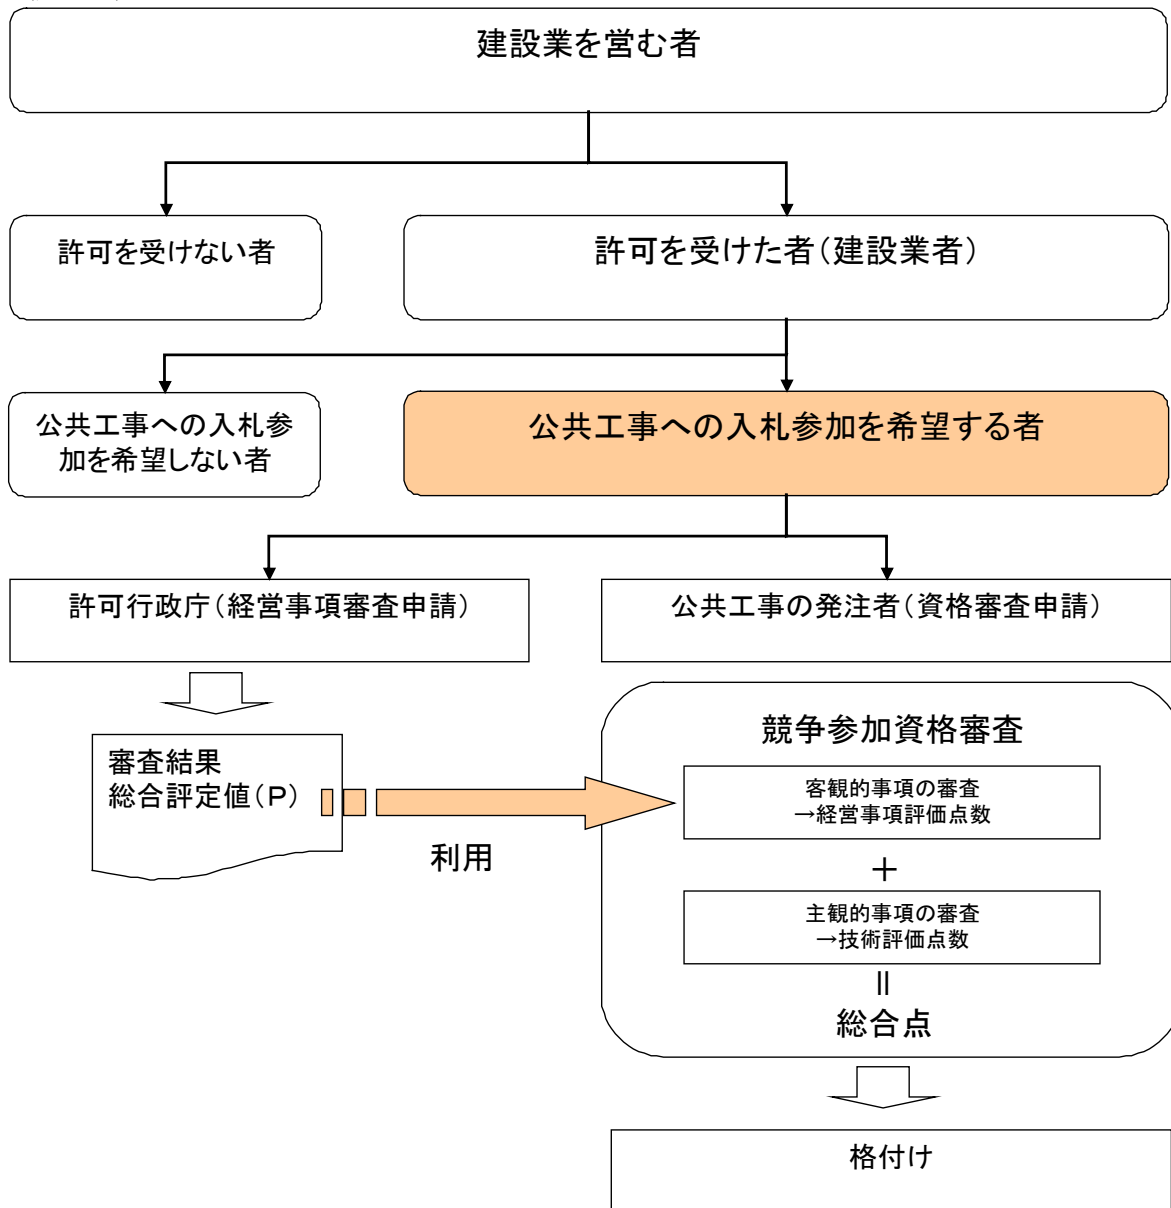 建設業を営む者
許可を受けない者
許可を受けた者（建設業者）
公共工事への入札参
加を希望しない者
公共工事への入札参加を希望する者
許可行政庁（経営事項審査申請）
公共工事の発注者（資格審査申請）
審査結果
総合評定値（Ｐ）
利用
競争参加資格審査
客観的事項の審査
→経営事項評価点数
＋
主観的事項の審査
→技術評価点数
＝
総合点
格付け